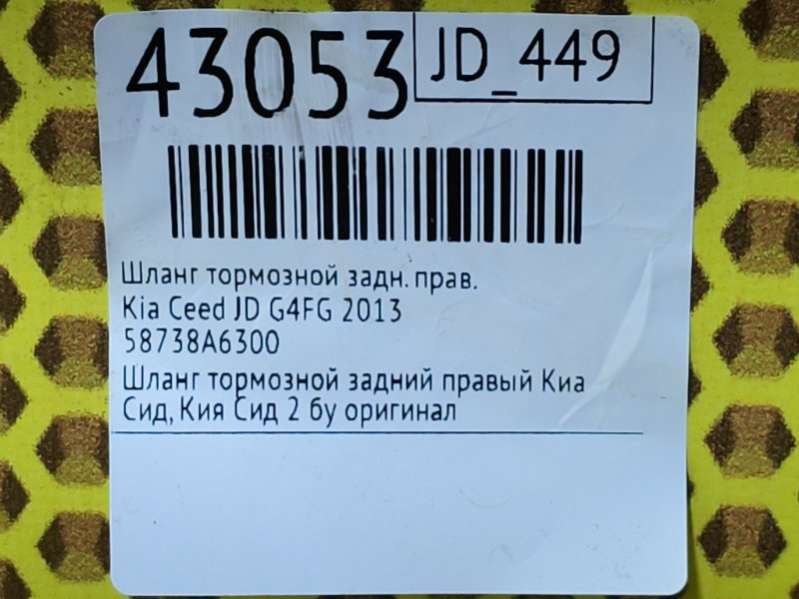 43053
JD_449
Шланг тормозной задн. прав.
Kia Ceed JD G4FG 2013
58738A6300
Шланг тормозной задний правый Киа
Сид, Кия Сид 2 бу оригинал